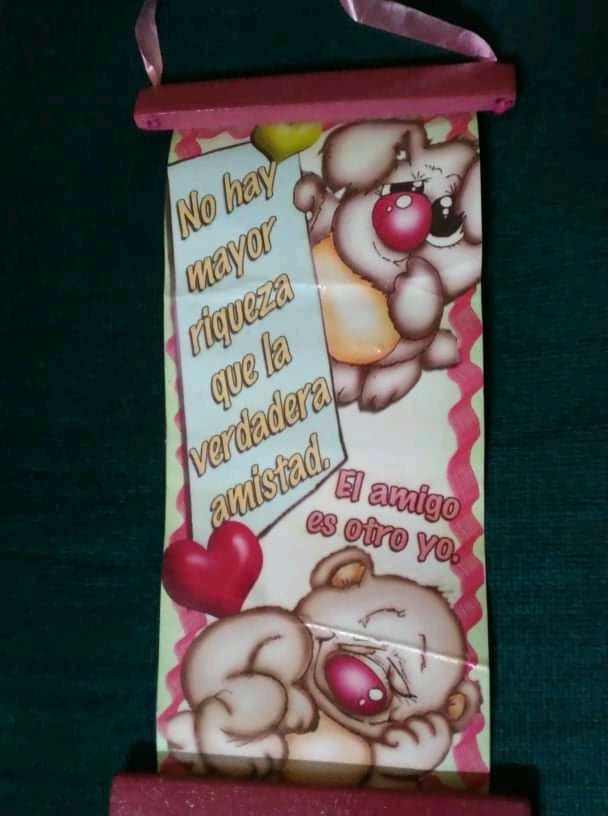 No hay
mayor
riqueza
que la
verdadera
amistad.
El amigo
es otro yo.